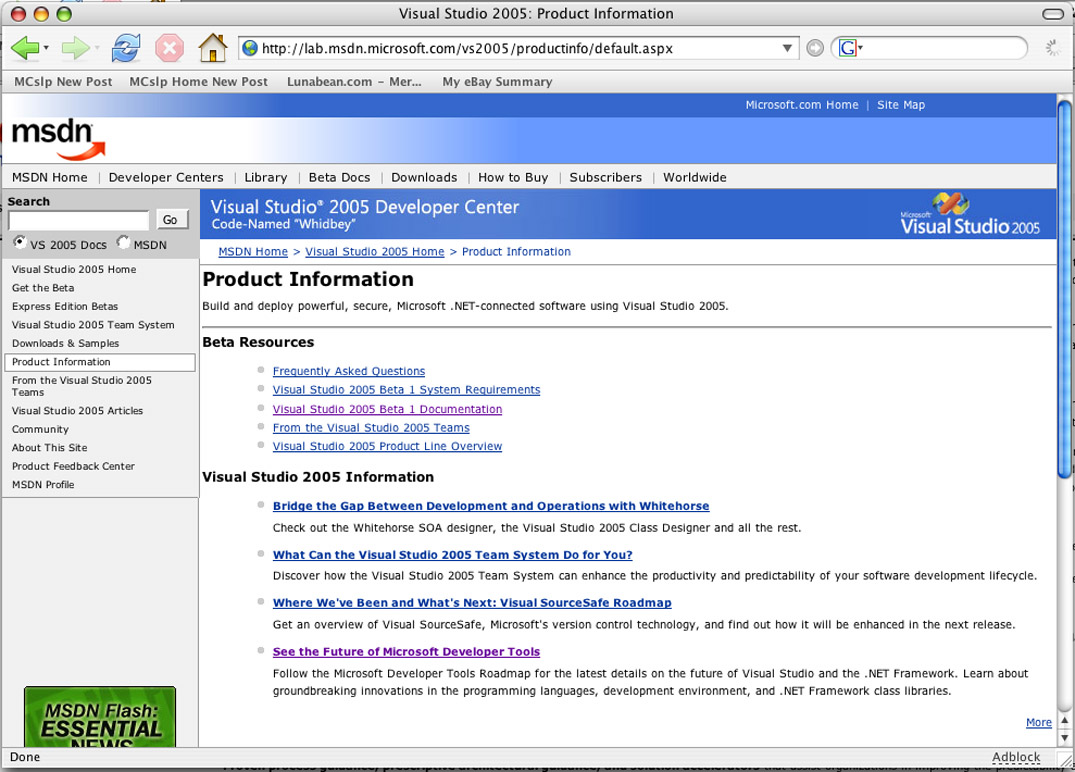 Visual Studio 2005: Product Information
http://lab.msdn.microsoft.com/vs2005/productinfo/default.aspx
G
MCslp New Post MCslp Home New Post Lunabean.com – Mer... My eBay Summary
Microsoft.com Home | Site Map
msdn
MSDN Home | Developer Centers | Library | Beta Docs | Downloads | How to Buy | Subscribers | Worldwide
Search
Go
VS 2005 Docs MSDN
Visual Studio 2005 Home
Get the Beta
Express Edition Betas
Visual Studio 2005 Team System
Downloads & Samples
Product Information
From the Visual Studio 2005
Teams
Visual Studio 2005 Articles
Community
About This Site
Product Feedback Center
MSDN Profile
MSDN Flash:
ESSENTIAL
NEWS
Visual Studio® 2005 Developer Center
Code-Named "Whidbey"
Microsoft
Visual Studio 2005
MSDN Home > Visual Studio 2005 Home > Product Information
Product Information
Build and deploy powerful, secure, Microsoft .NET-connected software using Visual Studio 2005.
Beta Resources
Frequently Asked Questions
Visual Studio 2005 Beta 1 System Requirements
Visual Studio 2005 Beta 1 Documentation
From the Visual Studio 2005 Teams
Visual Studio 2005 Product Line Overview
Visual Studio 2005 Information
Bridge the Gap Between Development and Operations with Whitehorse
Check out the Whitehorse SOA designer, the Visual Studio 2005 Class Designer and all the rest.
What Can the Visual Studio 2005 Team System Do for You?
Discover how the Visual Studio 2005 Team System can enhance the productivity and predictability of your software development lifecycle.
Where We've Been and What's Next: Visual SourceSafe Roadmap
Get an overview of Visual SourceSafe, Microsoft's version control technology, and find out how it will be enhanced in the next release.
See the Future of Microsoft Developer Tools
Follow the Microsoft Developer Tools Roadmap for the latest details on the future of Visual Studio and the .NET Framework. Learn about
groundbreaking innovations in the programming languages, development environment, and .NET Framework class libraries.
More
Done
Adblock